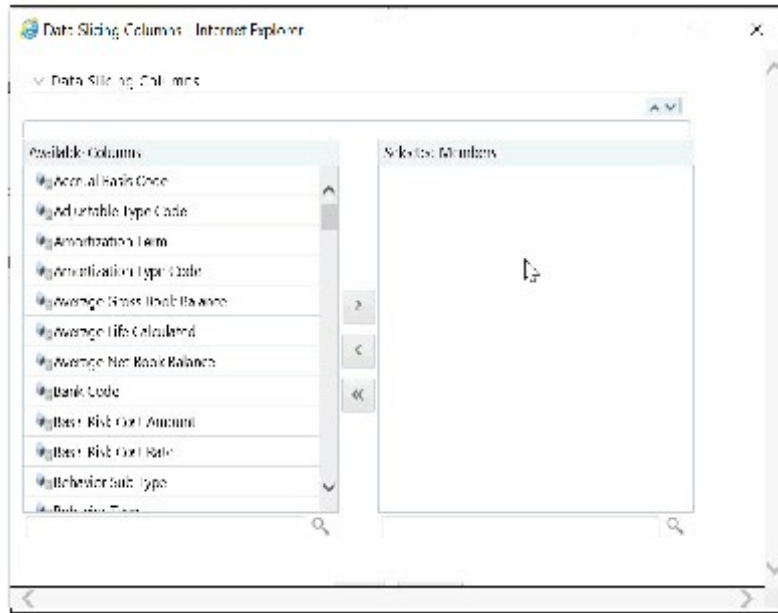 Data Slicing Columns - Internet Explorer
Data Slicing Columns
Available Columns
Selected Members
Accrual Basis Code
Adjustable Type Code
Amortization Term
Amortization Type Code
Average Gross Book Balance
Average Life Calculated
Average Net Book Balance
Bank Code
Basis Risk Cost Amount
Basis Risk Cost Rate
Behavior Sub Type